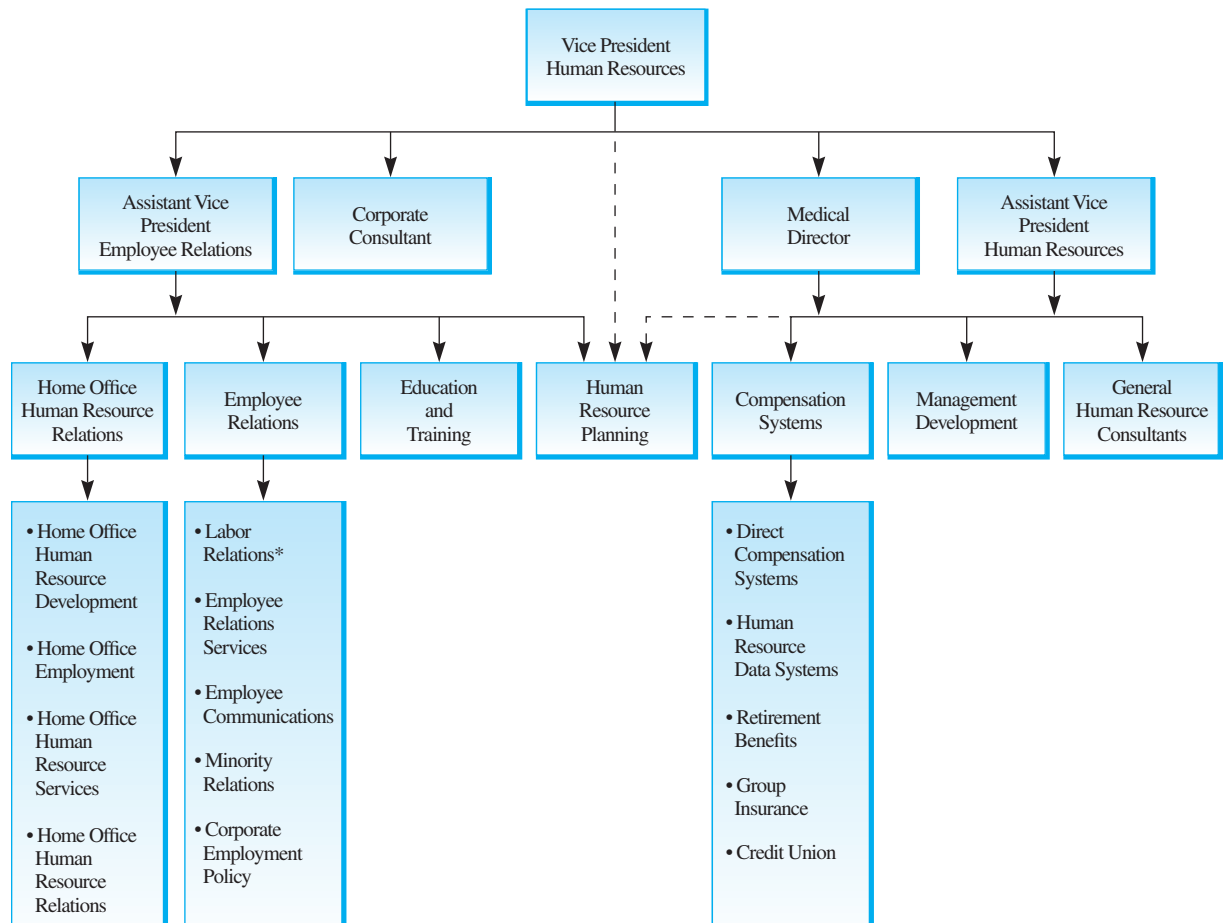 Vice President
Human Resources
Assistant Vice
President
Employee Relations
Corporate
Consultant
Medical
Director
Assistant Vice
President
Human Resources
Home Office
Human Resource
Relations
Employee
Relations
Education
and
Training
Human
Resource
Planning
Compensation
Systems
Management
Development
General
Human Resource
Consultants
• Home Office
Human
Resource
Development
• Home Office
Employment
• Home Office
Human
Resource
Services
• Home Office
Human
Resource
Relations
• Labor
Relations*
• Employee
Relations
Services
• Employee
Communications
• Minority
Relations
• Corporate
Employment
Policy
• Direct
Compensation
Systems
• Human
Resource
Data Systems
• Retirement
Benefits
• Group
Insurance
• Credit Union